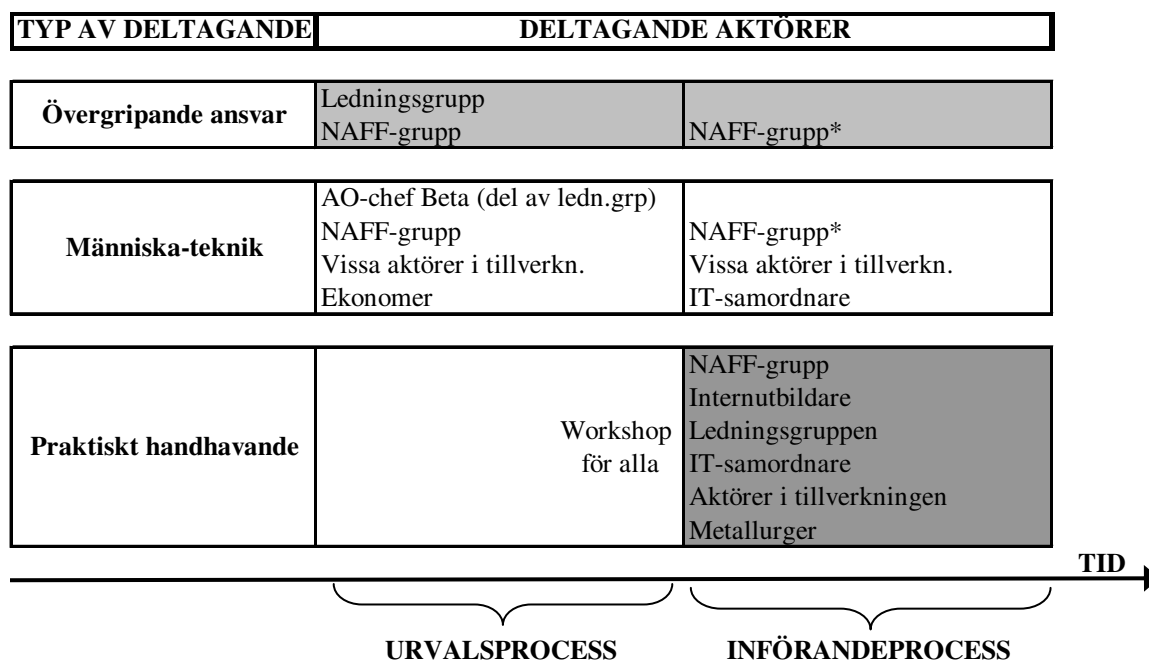 TYP AV DELTAGANDE
DELTAGANDE AKTÖRER
Övergripande ansvar
Ledningsgrupp
NAFF-grupp
NAFF-grupp*
Människa-teknik
AO-chef Beta (del av ledn.grp)
NAFF-grupp
Vissa aktörer i tillverkn.
Ekonomer
NAFF-grupp*
Vissa aktörer i tillverkn.
IT-samordnare
Praktiskt handhavande
Workshop
för alla
NAFF-grupp
Internutbildare
Ledningsgruppen
IT-samordnare
Aktörer i tillverkningen
Metallurger
TID
URVALSPROCESS
INFÖRANDEPROCESS